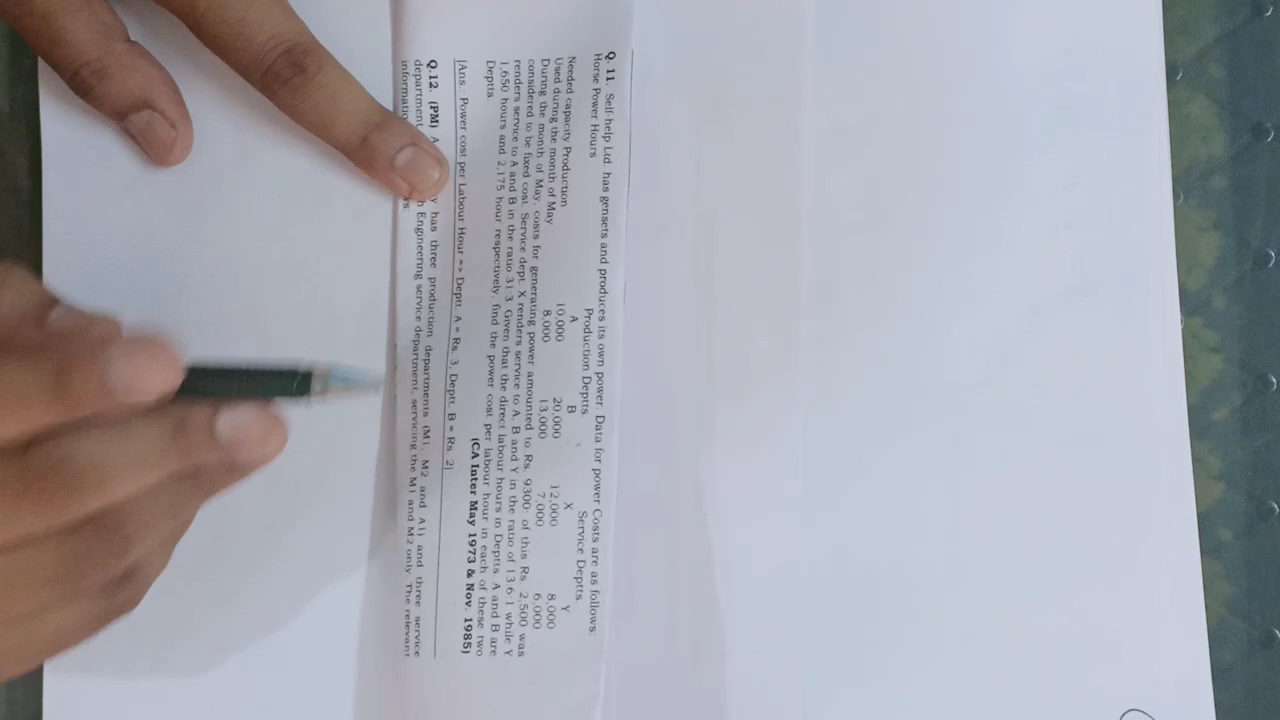 Q. 11. Self-help Ltd has gensets and produces its own power. Data for power Costs are as follows:
Horse Power Hours
Production Deptts. Service Deptts.
A B X Y
Needed capacity Production 10,000 20,000 12,000 8,000
Used during the month of May 8,000 13,000 7,000 6,000
During the month of May, costs for generating power amounted to Rs. 9300: of this Rs. 2,500 was
considered to be fixed cost. Service dept. X renders service to A, B and Y in the ratio of 13:6:1 while Y
renders service to A and B in the ratio 31:3 Given that the direct labour hours in Deptts. A and B are
1,650 hours and 2,175 hour respectively, find the power cost per labour hour in each of these two
Deptts.
(CA Inter May 1973 & Nov. 1985)
[Ans.: Power cost per Labour Hour => Deptt. A = Rs. 3, Deptt. B = Rs. 2]
Q.12. (PM) A has three production departments (M1, M2 and A1) and three service
department Engineering service department, servicing the M1 and M2 only. The relevant